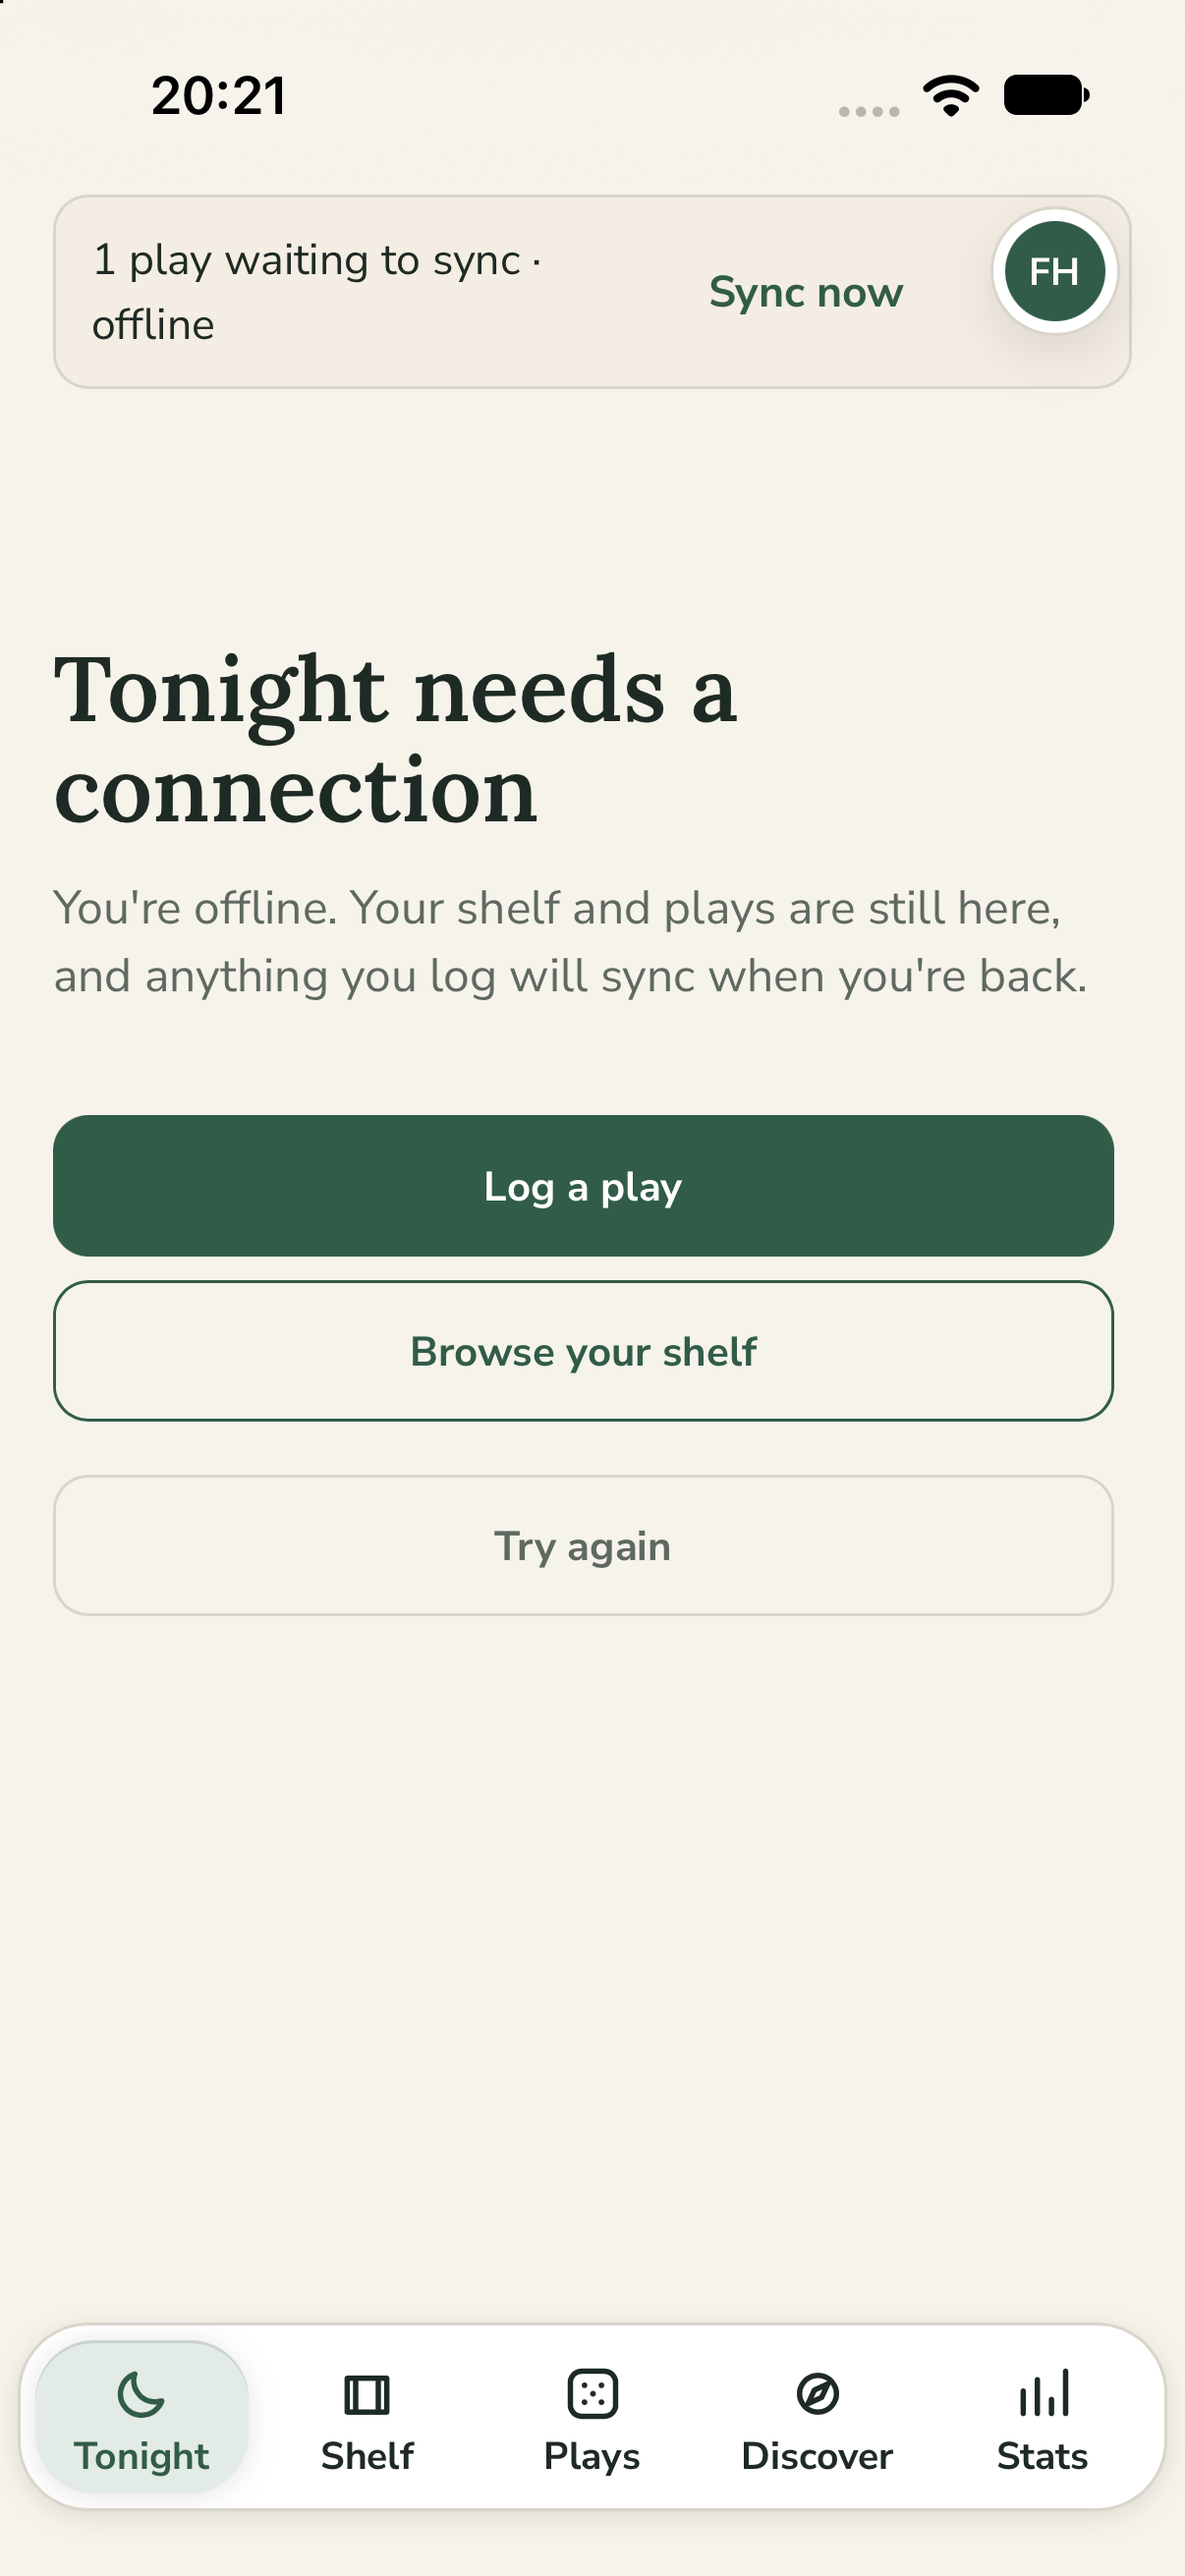 20:21
1 play waiting to sync ·
offline
Sync now
FH
Tonight needs a
connection
You're offline. Your shelf and plays are still here,
and anything you log will sync when you're back.
Log a play
Browse your shelf
Try again
Tonight
Shelf
Plays
Discover
Stats